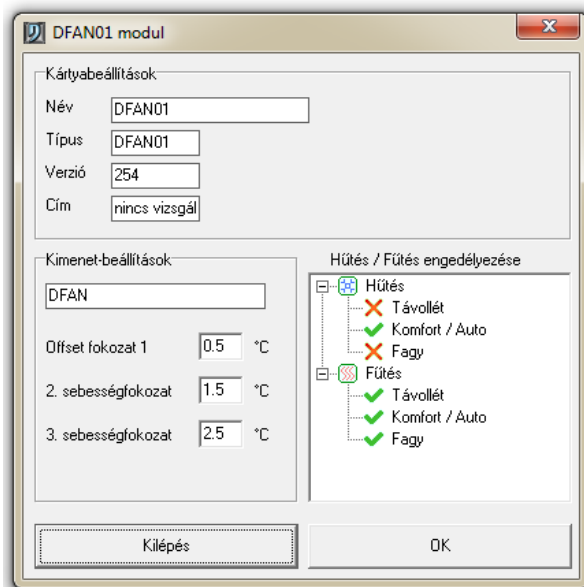 DFAN01 modul
Kártyabeállítások
Név DFAN01
Típus DFAN01
Verzió 254
Cím nincs vizsgál
Kimenet-beállítások
DFAN
Offset fokozat 1 0.5 °C
2. sebességfokozat 1.5 °C
3. sebességfokozat 2.5 °C
Hűtés / Fűtés engedélyezése
Hűtés
Távollét
Komfort / Auto
Fagy
Fűtés
Távollét
Komfort / Auto
Fagy
Kilépés
OK